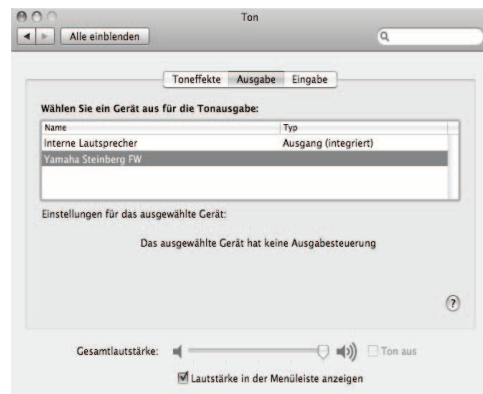 Ton
Alle einblenden
Toneffekte Ausgabe Eingabe
Wählen Sie ein Gerät aus für die Tonausgabe:
Name Typ
Interne Lautsprecher Ausgang (integriert)
Yamaha Steinberg FW
Einstellungen für das ausgewählte Gerät:
Das ausgewählte Gerät hat keine Ausgabesteuerung
?
Gesamtlautstärke: Ton aus
Lautstärke in der Menüleiste anzeigen